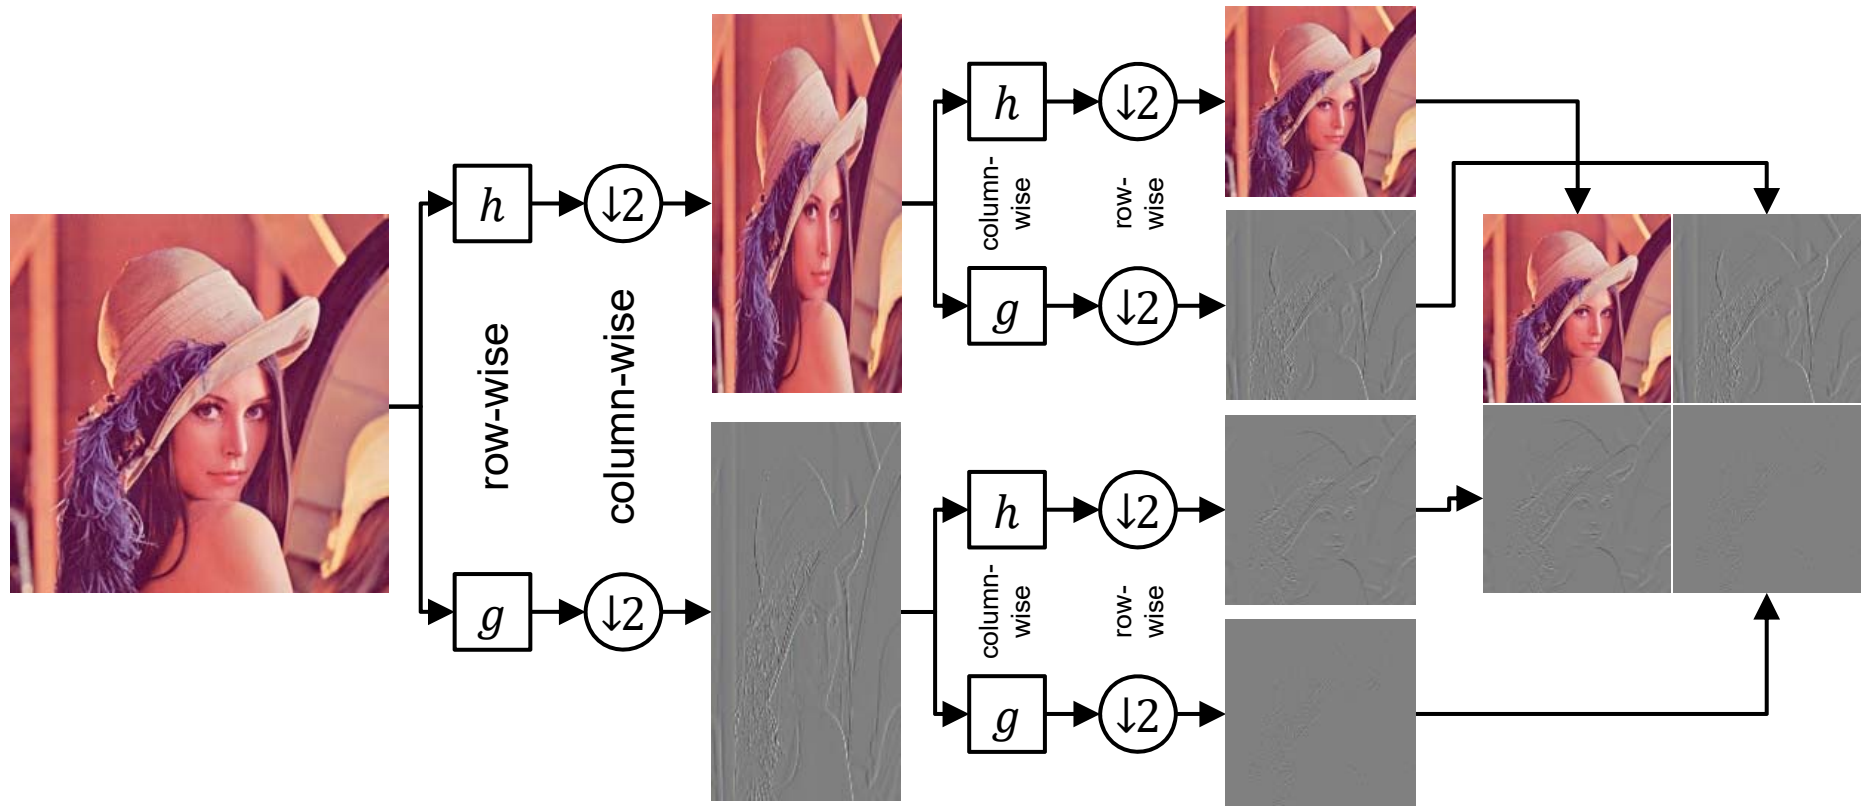 h
↓2
row-wise
column-wise
g
↓2
h
↓2
column-
wise
row-
wise
g
↓2
h
↓2
column-
wise
row-
wise
g
↓2